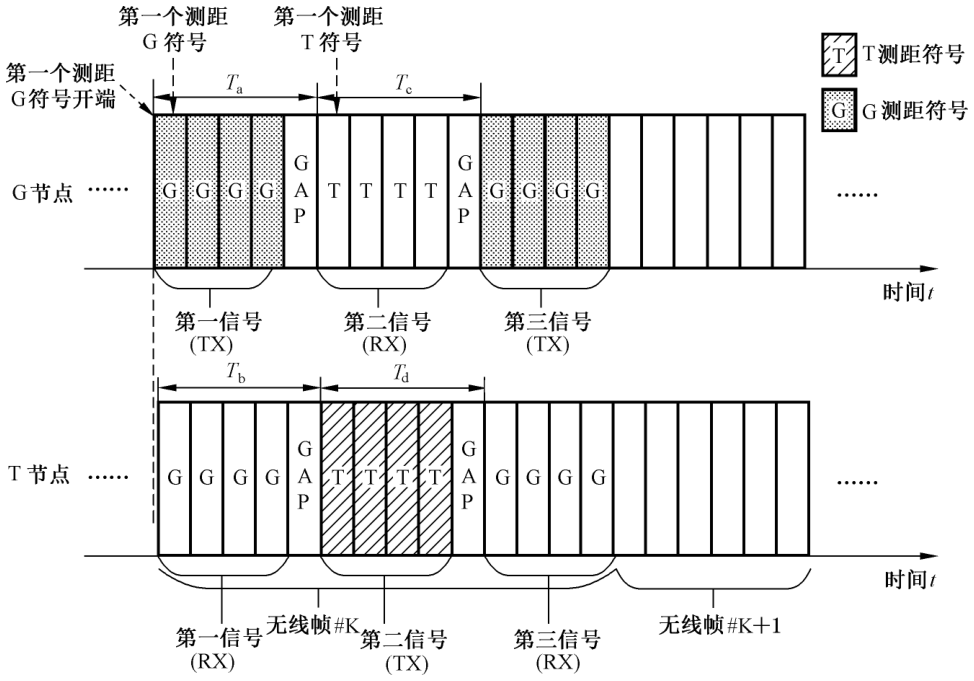 第一个测距
G 符号
第一个测距
T 符号
第一个测距
G 符号开端
Ta
Tc
T
T 测距符号
G
G 测距符号
G 节点
……
G
G
G
G
GAP
T
T
T
T
GAP
G
G
G
G
……
时间t
第一信号
(TX)
第二信号
(RX)
第三信号
(TX)
Tb
Td
T 节点
……
G
G
G
G
GAP
T
T
T
T
GAP
G
G
G
G
……
时间t
无线帧#K
无线帧#K+1
第一信号
(RX)
第二信号
(TX)
第三信号
(RX)